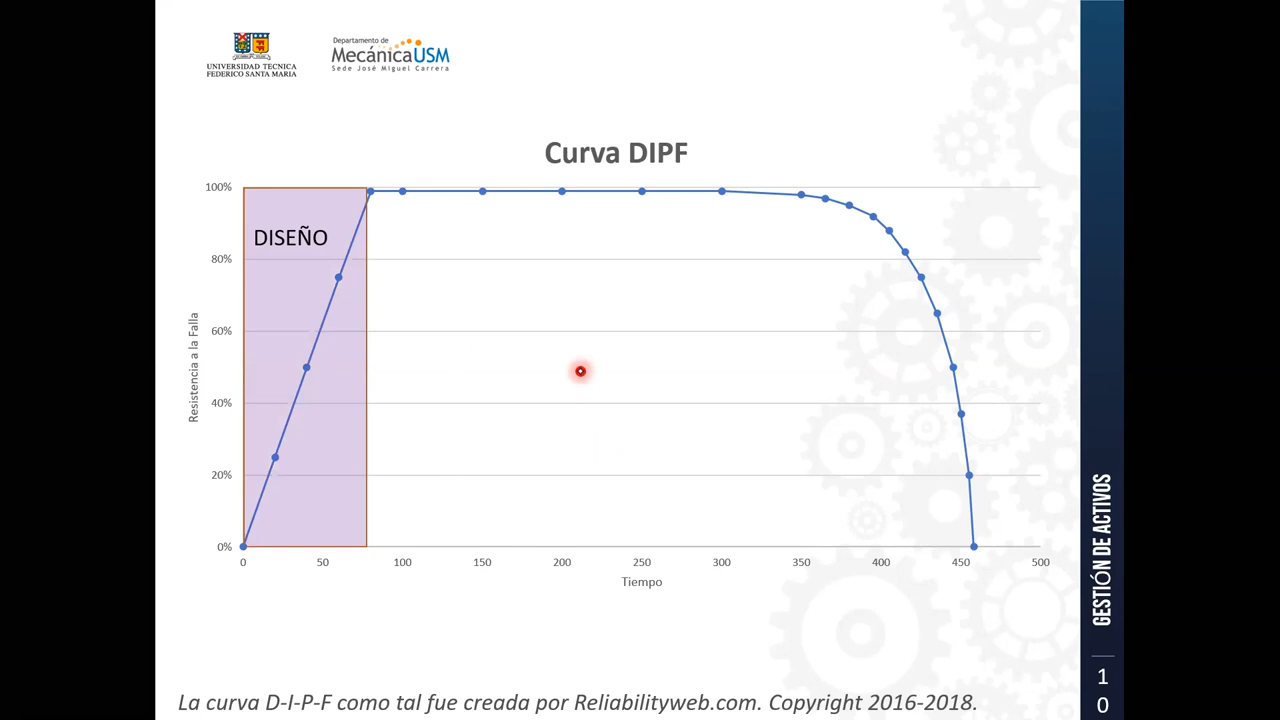 UNIVERSIDAD TECNICA
FEDERICO SANTA MARIA
Departamento de
MecánicaUSM
Sede José Miguel Carrera
Curva DIPF
100%
80%
60%
40%
20%
0%
Resistencia a la Falla
DISEÑO
0 50 100 150 200 250 300 350 400 450 500
Tiempo
La curva D-I-P-F como tal fue creada por Reliabilityweb.com. Copyright 2016-2018.
GESTIÓN DE ACTIVOS
1
0